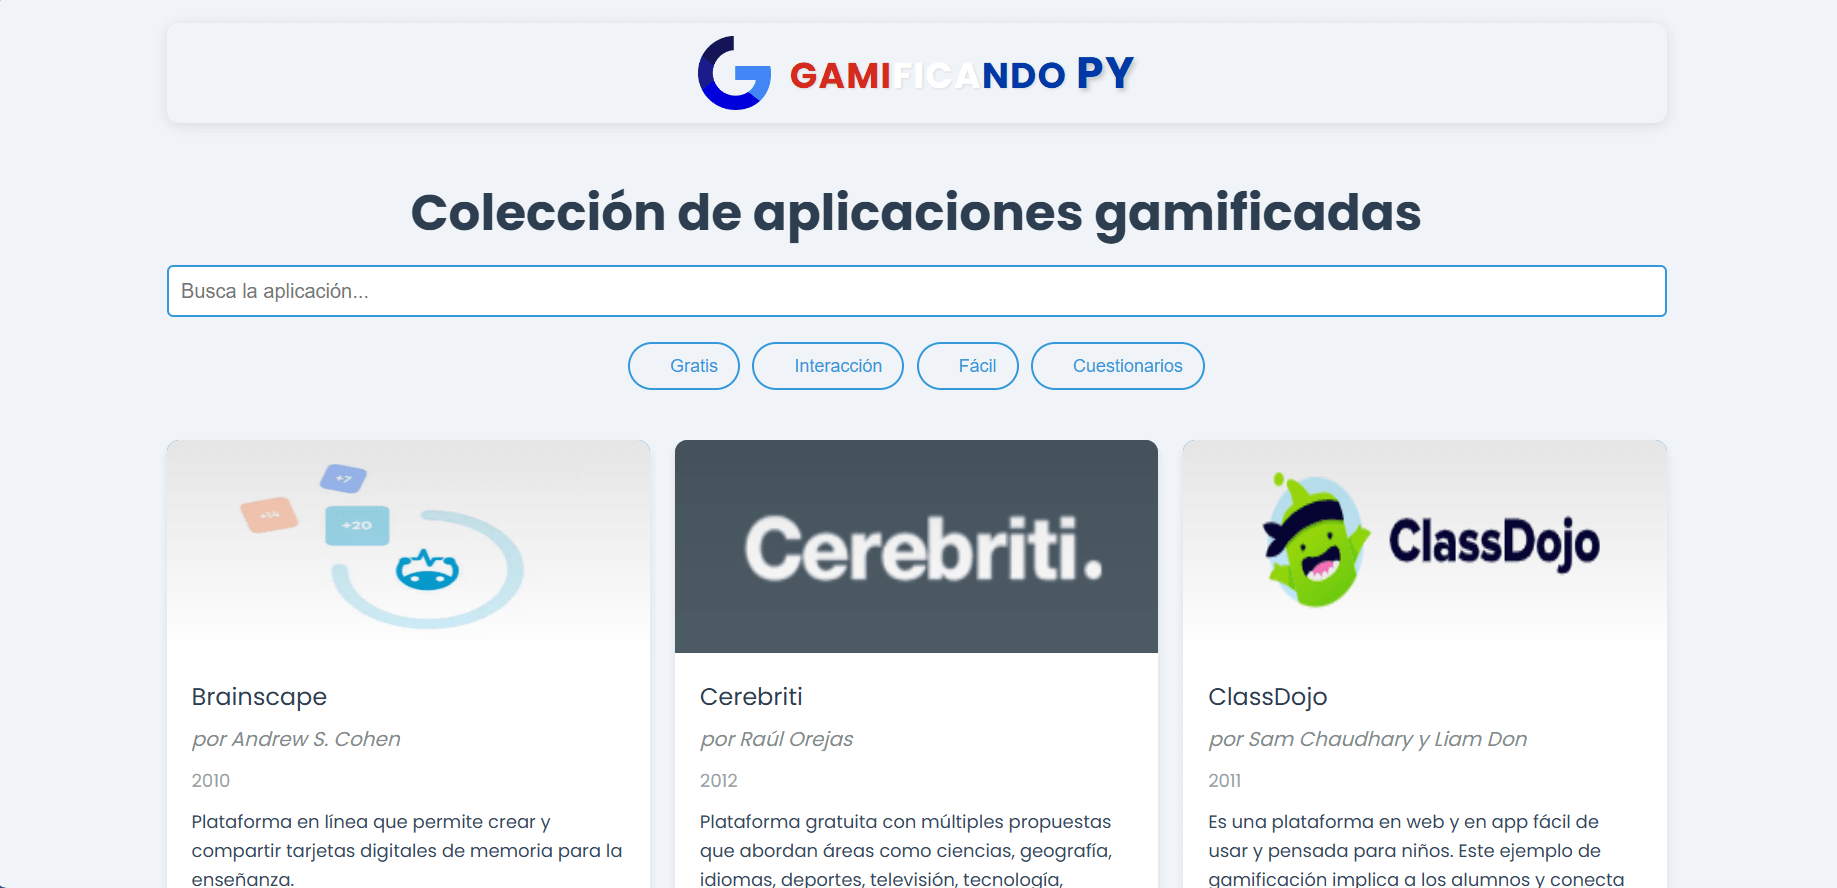 GAMIFICANDO PY
Colección de aplicaciones gamificadas
Busca la aplicación...
Gratis Interacción Fácil Cuestionarios
+7
+14
+20
Cerebriti.
ClassDojo
Brainscape
por Andrew S. Cohen
2010
Plataforma en línea que permite crear y
compartir tarjetas digitales de memoria para la
enseñanza.
Cerebriti
por Raúl Orejas
2012
Plataforma gratuita con múltiples propuestas
que abordan áreas como ciencias, geografía,
idiomas, deportes, televisión, tecnología,
ClassDojo
por Sam Chaudhary y Liam Don
2011
Es una plataforma en web y en app fácil de
usar y pensada para niños. Este ejemplo de
gamificación implica a los alumnos y conecta